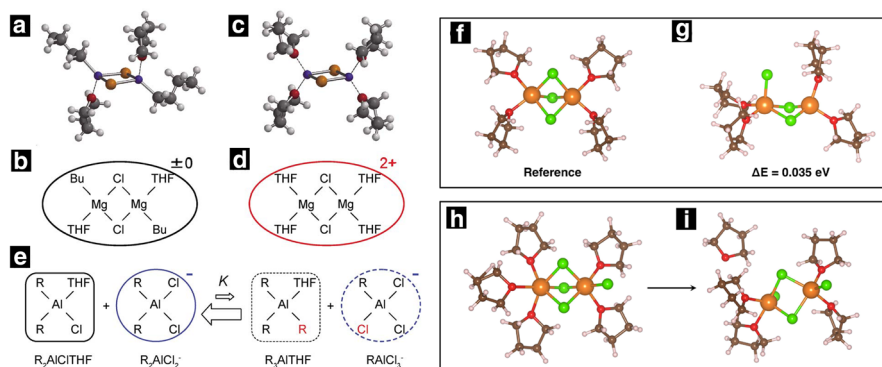 a
c
b
±0
Bu Cl THF
Mg Mg
THF Cl Bu
d
2+
THF Cl THF
Mg Mg
THF Cl THF
e
R THF
Al
R Cl
R₂AlClTHF
+
R Cl
Al
R Cl
−
R₂AlCl₂⁻
K
R THF
Al
R R
R₃AlTHF
+
R Cl
Al
Cl Cl
−
RAlCl₃⁻
f
Reference
g
ΔE = 0.035 eV
h
i